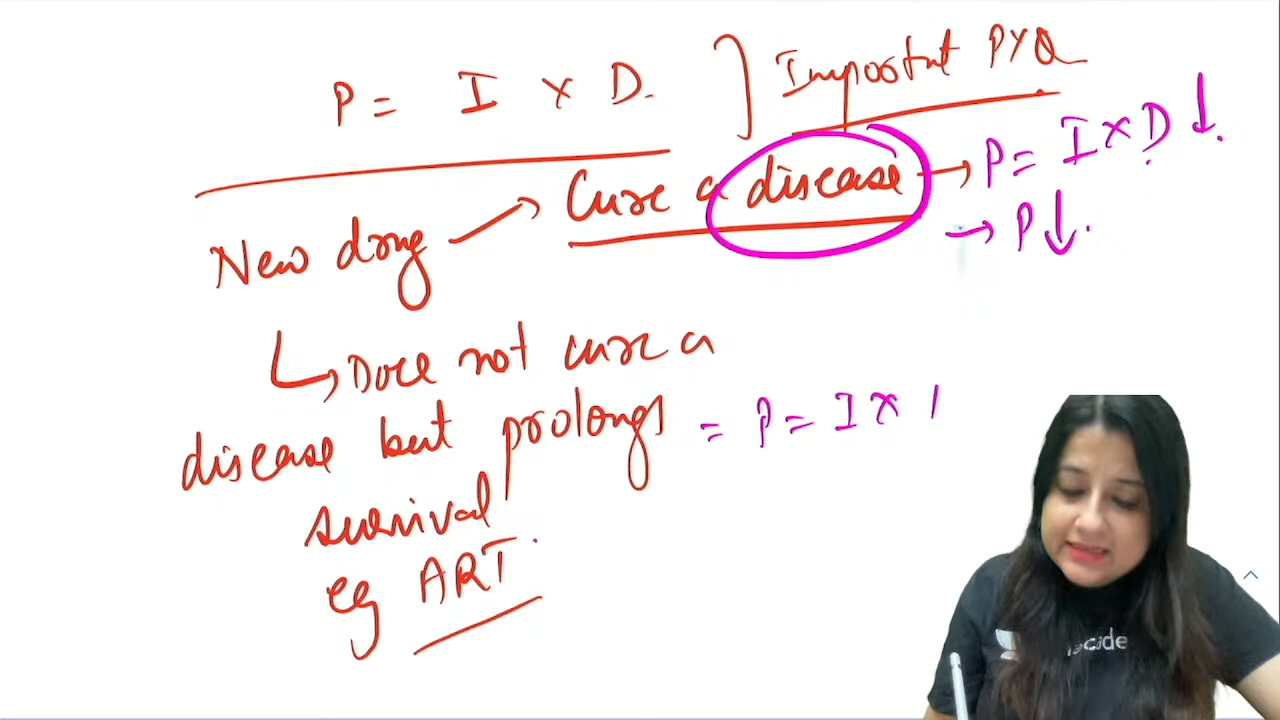 P = I × D. ] Important PYQ
New drug → Cure a disease → P = I × D ↓.
→ P ↓.
↳ Does not cure a
disease but prolongs = P = I ×
survival
eg ART